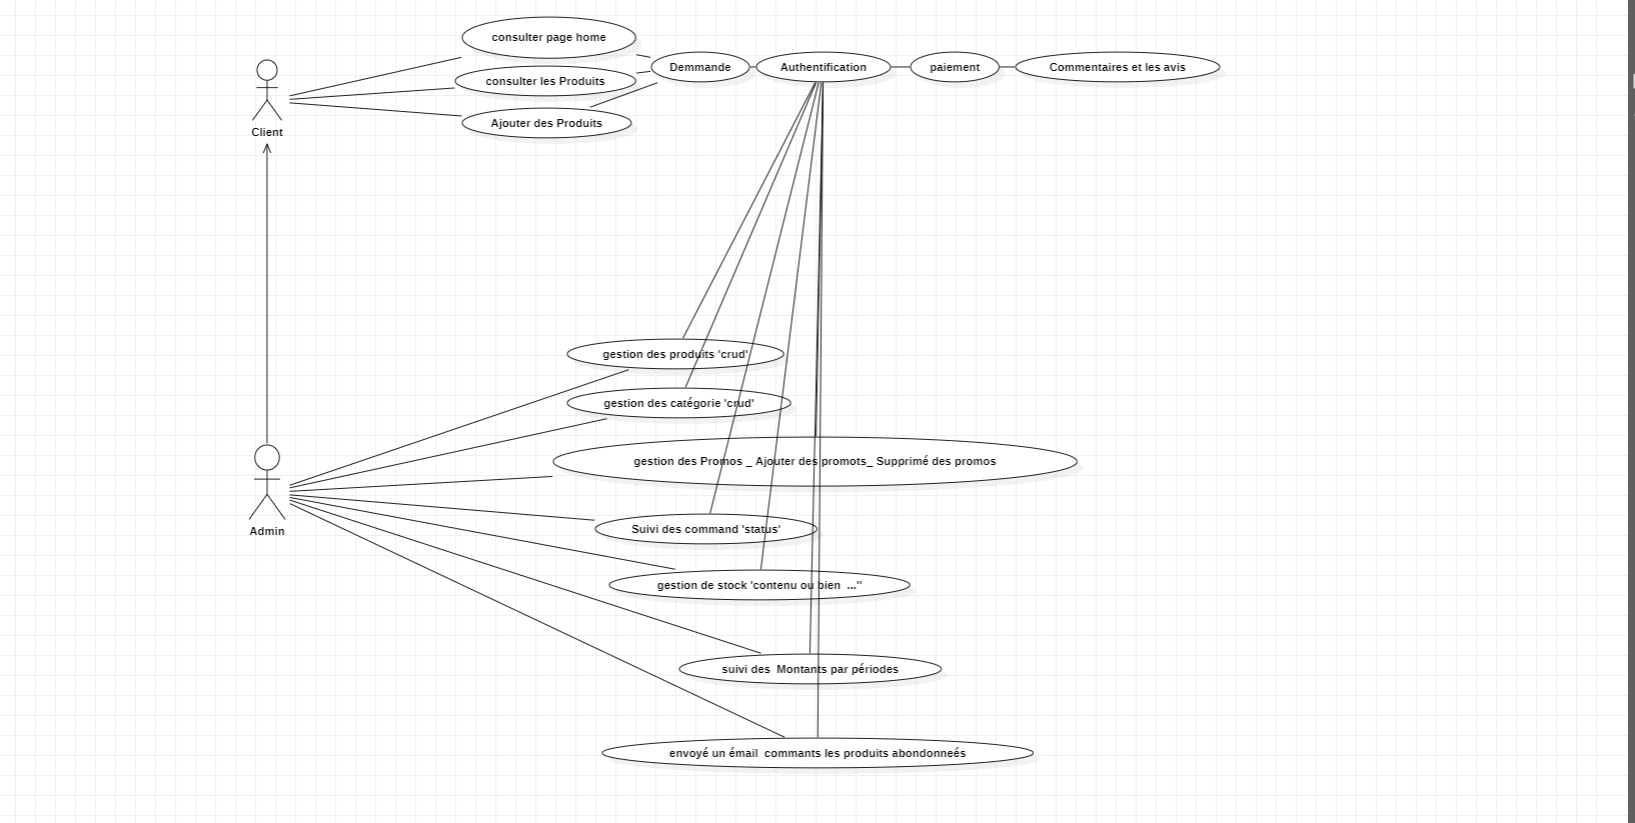 consulter page home
Demmande
Authentification
paiement
Commentaires et les avis
consulter les Produits
Ajouter des Produits
Client
gestion des produits 'crud'
gestion des catégorie 'crud'
gestion des Promos _ Ajouter des promots_ Supprimé des promos
Admin
Suivi des command 'status'
gestion de stock 'contenu ou bien  ...''
suivi des  Montants par périodes
envoyé un émail  commants les produits abondonneés